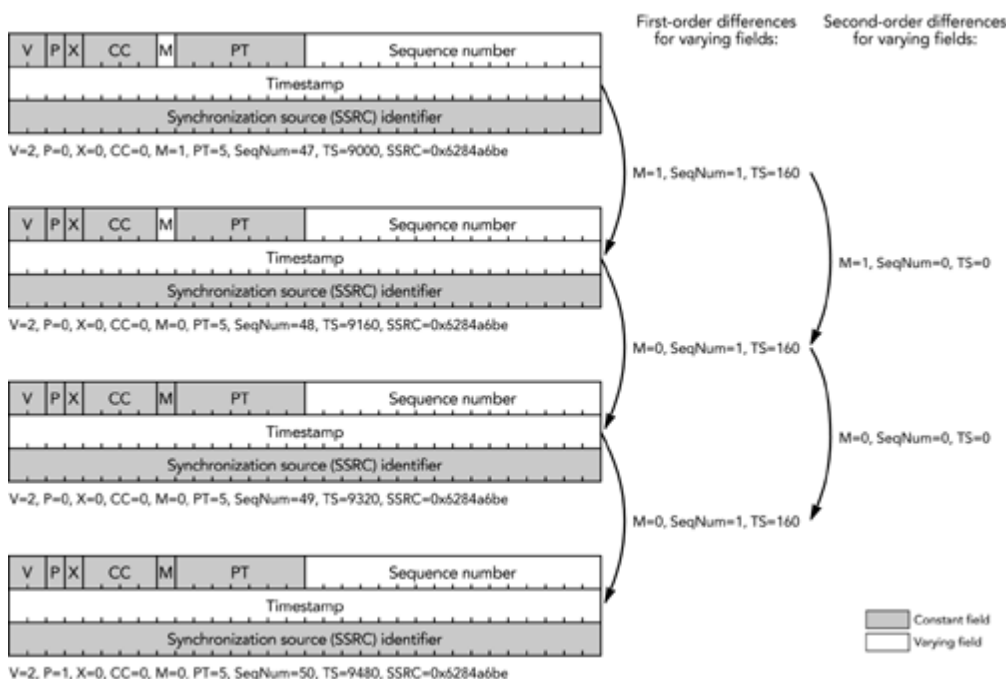 First-order differences
for varying fields:
Second-order differences
for varying fields:
V P X CC M PT Sequence number
Timestamp
Synchronization source (SSRC) identifier
V=2, P=0, X=0, CC=0, M=1, PT=5, SeqNum=47, TS=9000, SSRC=0x6284a6be
M=1, SeqNum=1, TS=160
V P X CC M PT Sequence number
Timestamp
M=1, SeqNum=0, TS=0
Synchronization source (SSRC) identifier
V=2, P=0, X=0, CC=0, M=0, PT=5, SeqNum=48, TS=9160, SSRC=0x6284a6be
M=0, SeqNum=1, TS=160
V P X CC M PT Sequence number
Timestamp
M=0, SeqNum=0, TS=0
Synchronization source (SSRC) identifier
V=2, P=0, X=0, CC=0, M=0, PT=5, SeqNum=49, TS=9320, SSRC=0x6284a6be
M=0, SeqNum=1, TS=160
V P X CC M PT Sequence number
Timestamp
Synchronization source (SSRC) identifier
V=2, P=1, X=0, CC=0, M=0, PT=5, SeqNum=50, TS=9480, SSRC=0x6284a6be
Constant field
Varying field